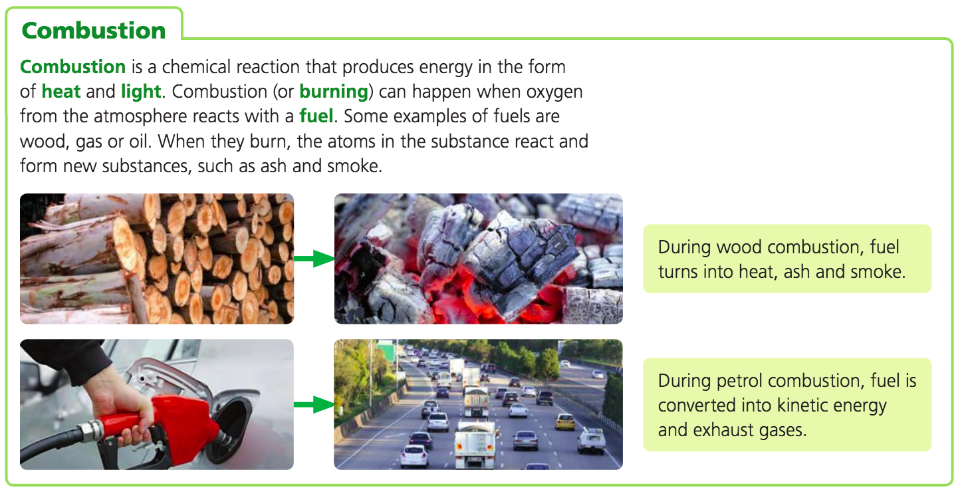 Combustion
Combustion is a chemical reaction that produces energy in the form
of heat and light. Combustion (or burning) can happen when oxygen
from the atmosphere reacts with a fuel. Some examples of fuels are
wood, gas or oil. When they burn, the atoms in the substance react and
form new substances, such as ash and smoke.
During wood combustion, fuel
turns into heat, ash and smoke.
During petrol combustion, fuel is
converted into kinetic energy
and exhaust gases.